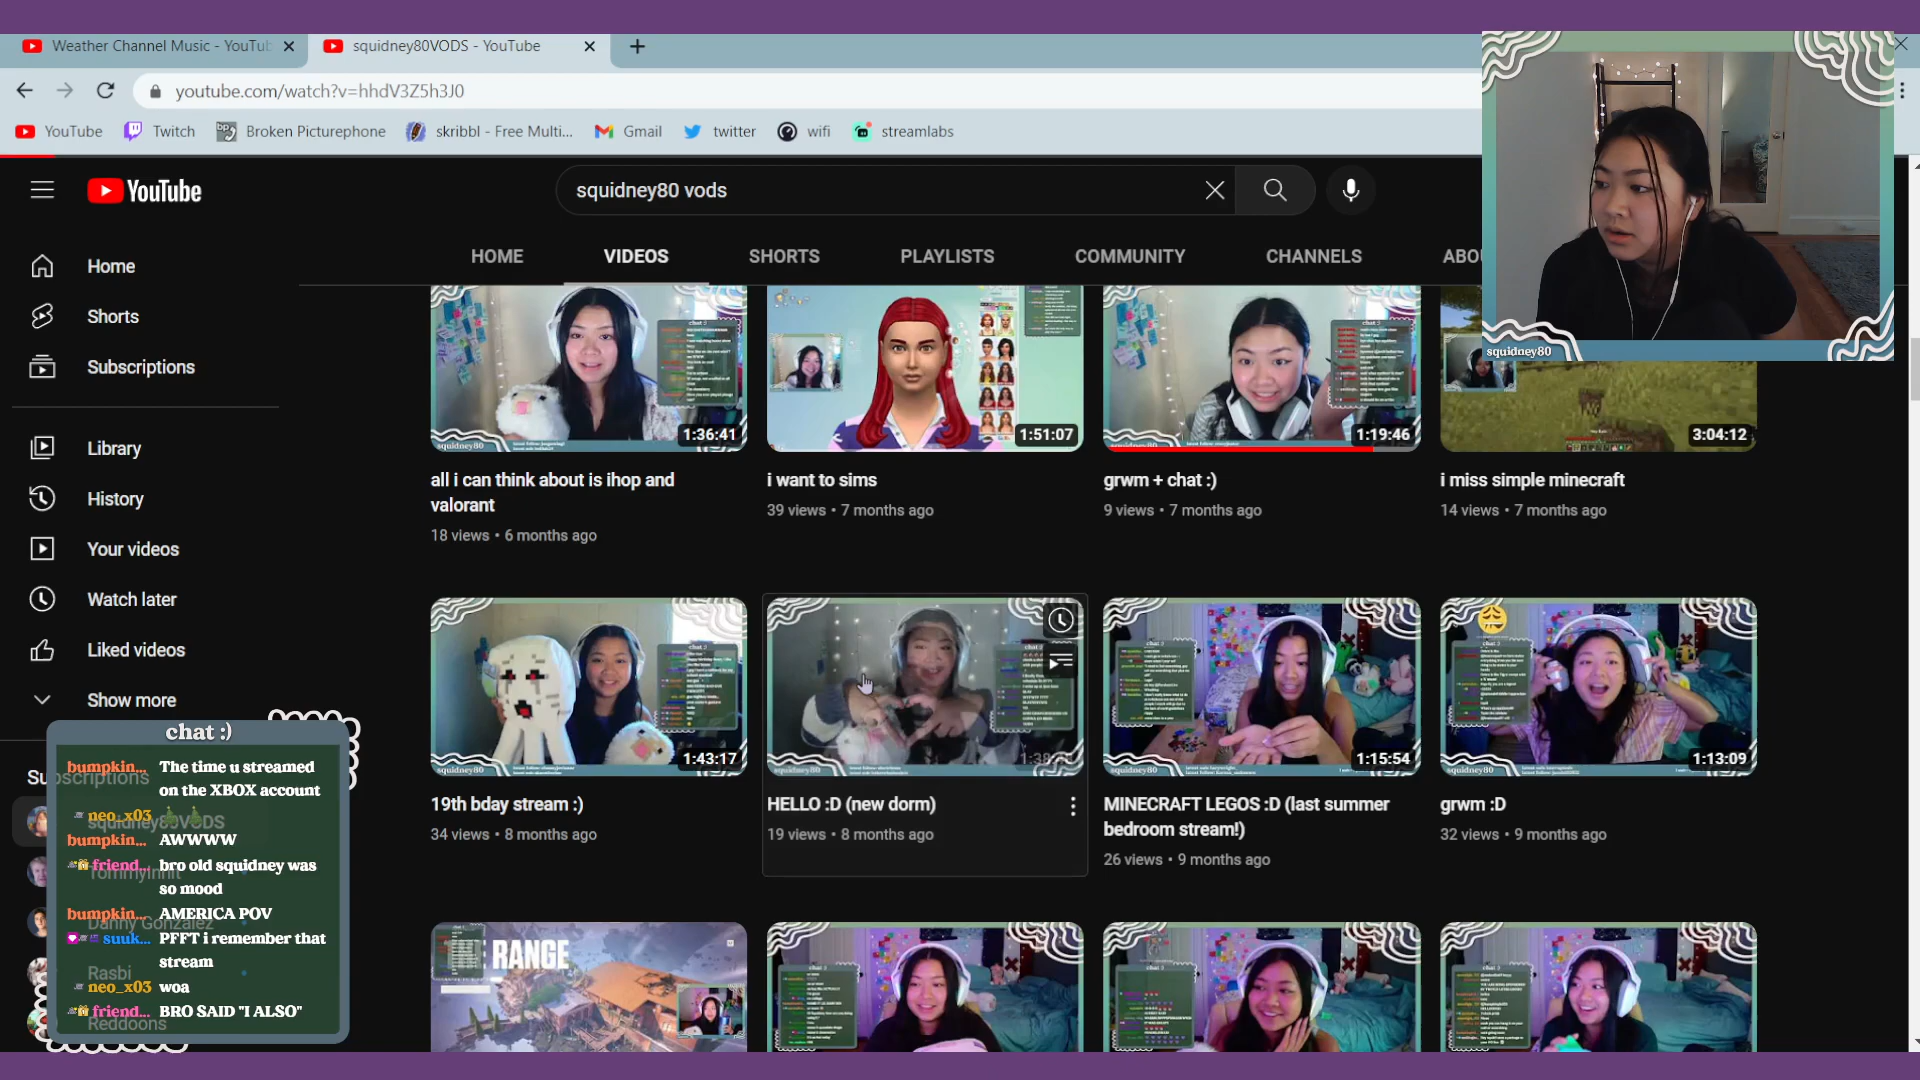 Weather Channel Music - YouTub
squidney80VODS - YouTube
youtube.com/watch?v=hhdV3Z5h3J0
YouTube
Twitch
Broken Picturephone
skribbl - Free Multi...
Gmail
twitter
wifi
streamlabs
YouTube
squidney80 vods
HOME
VIDEOS
SHORTS
PLAYLISTS
COMMUNITY
CHANNELS
ABOU
squidney80
Home
Shorts
Subscriptions
Library
History
Your videos
Watch later
Liked videos
Show more
1:36:41
1:51:07
1:19:46
3:04:12
all i can think about is ihop and
valorant
18 views • 6 months ago
i want to sims
39 views • 7 months ago
grwm + chat :)
9 views • 7 months ago
i miss simple minecraft
14 views • 7 months ago
1:43:17
1:15:54
1:13:09
19th bday stream :)
34 views • 8 months ago
HELLO :D (new dorm)
19 views • 8 months ago
MINECRAFT LEGOS :D (last summer
bedroom stream!)
26 views • 9 months ago
grwm :D
32 views • 9 months ago
RANGE
chat :)
Subscriptions
squidney80VODS
TommyInnit
Danny Gonzalez
Rasbi
Reddoons
bumpkin... The time u streamed
on the XBOX account
neo_x03
bumpkin... AWWWW
friend... bro old squidney was
so mood
bumpkin... AMERICA POV
suuk... PFFT i remember that
stream
neo_x03 woa
friend... BRO SAID "I ALSO"